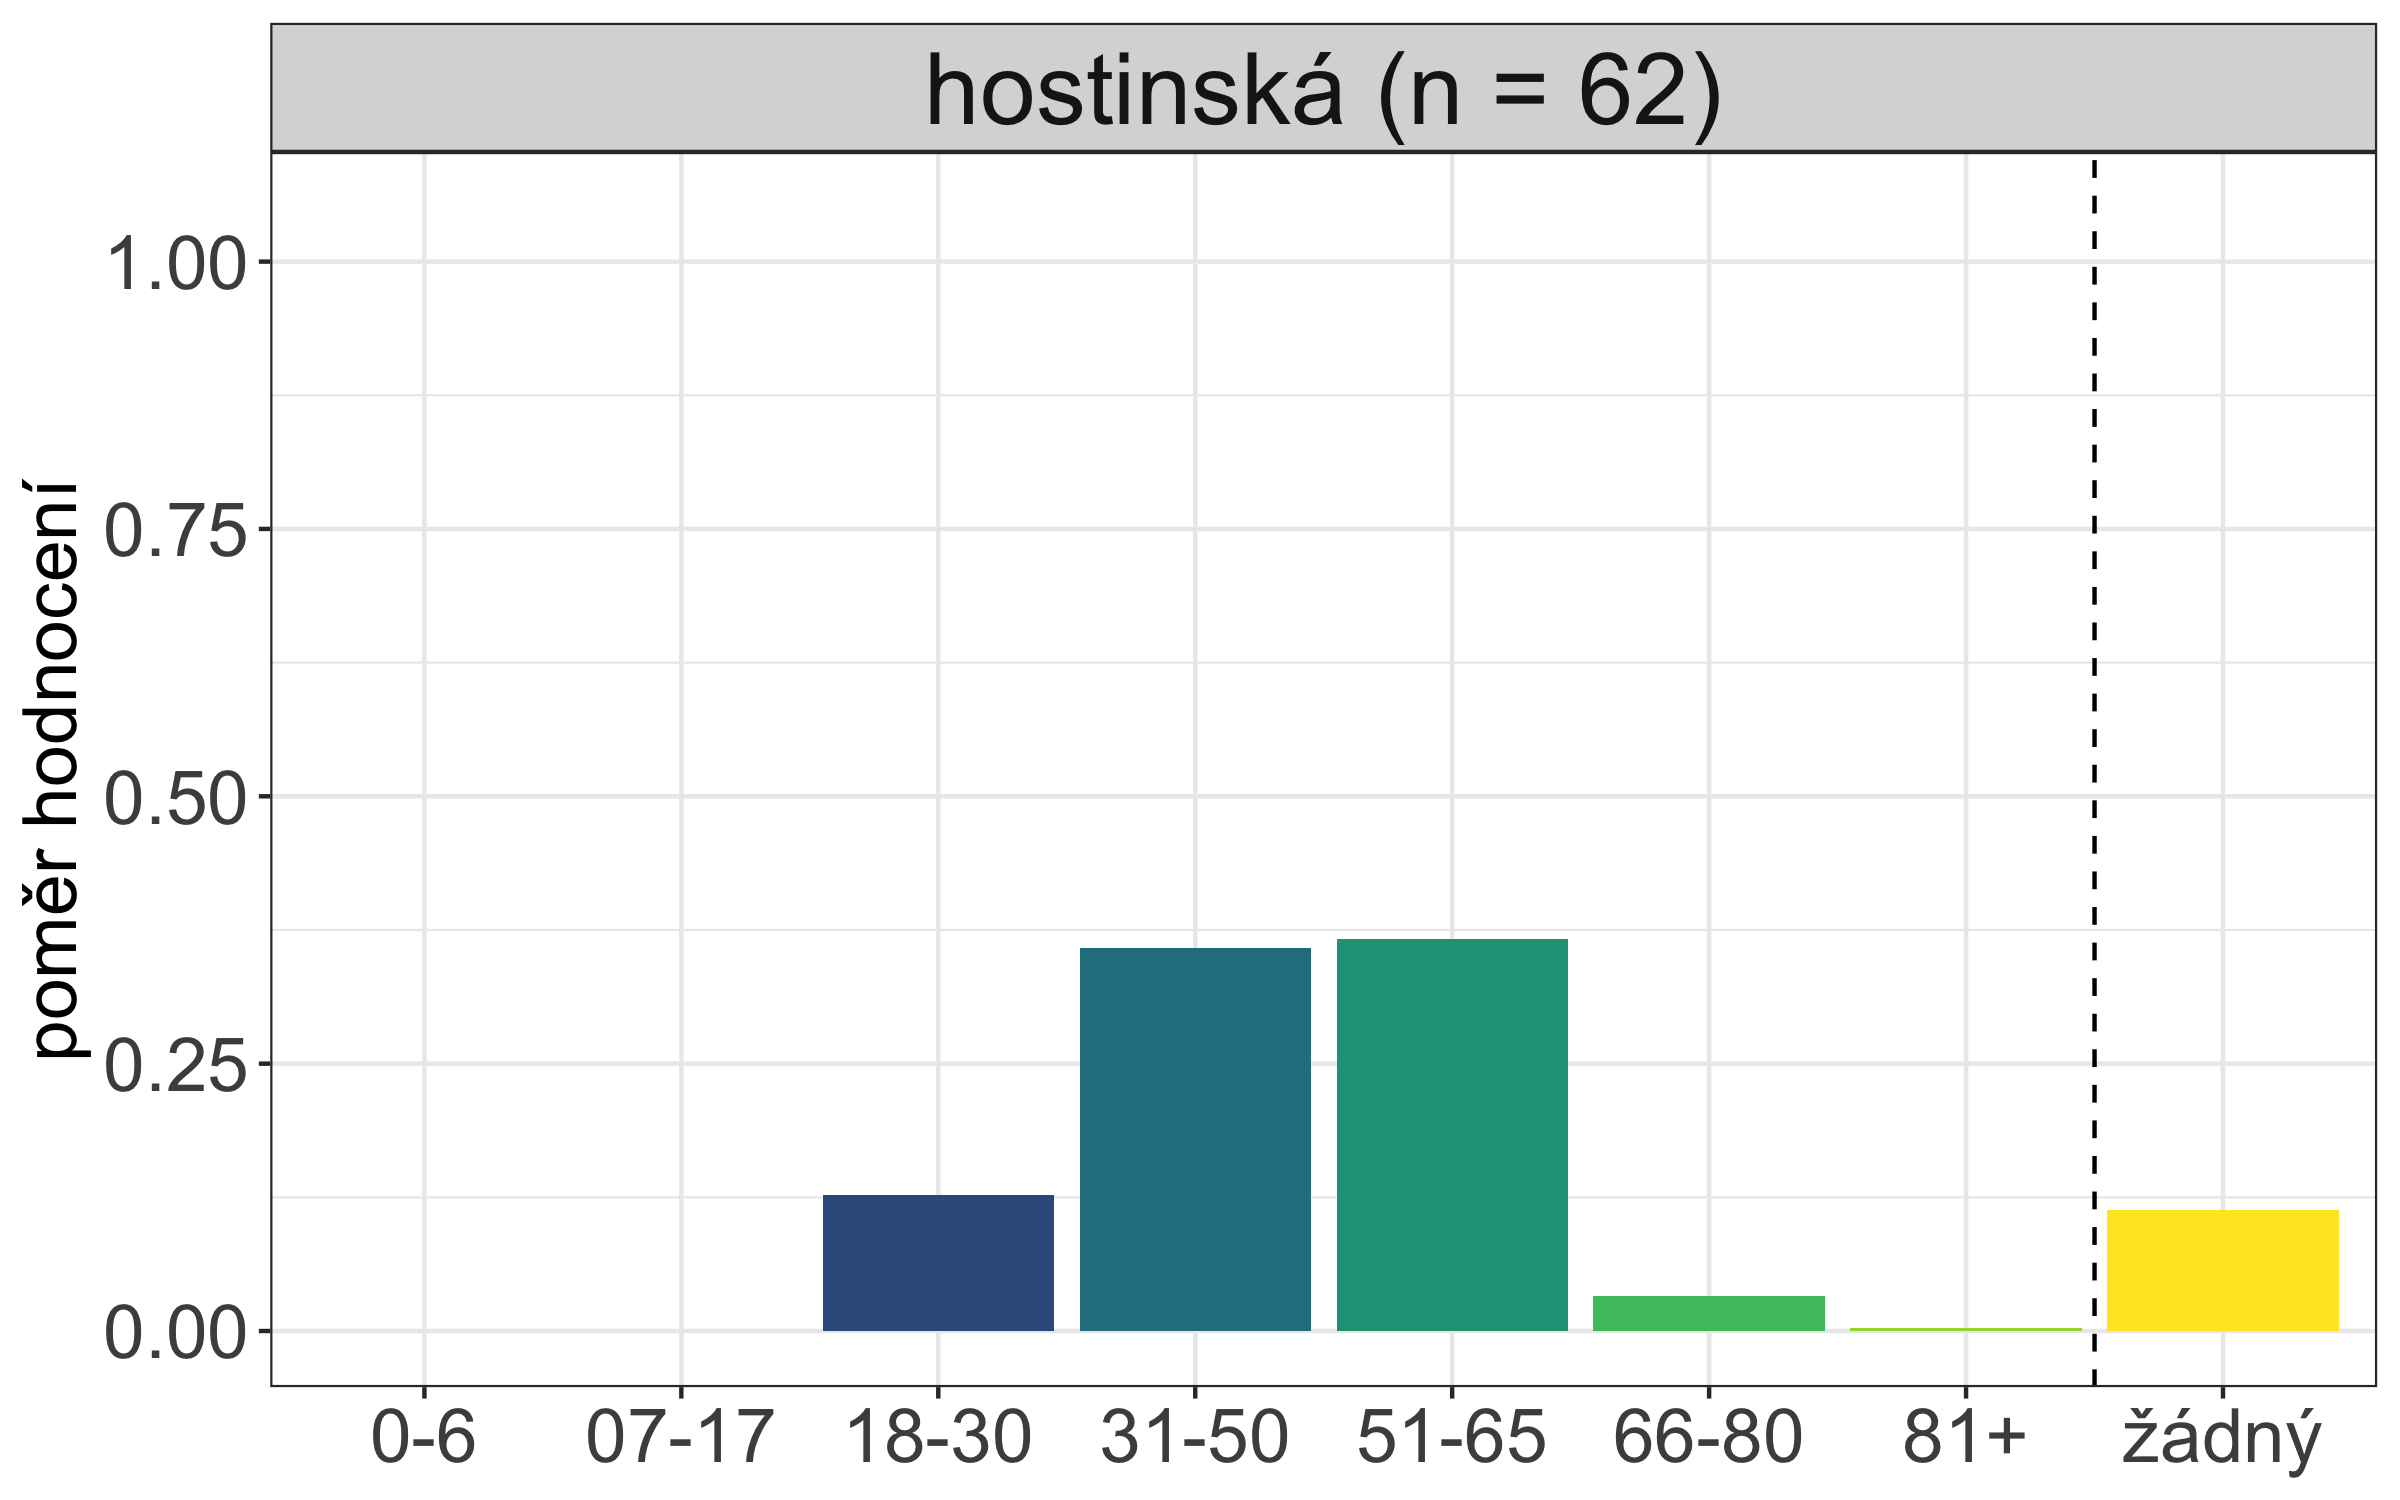 hostinská (n = 62)
poměr hodnocení
1.00
0.75
0.50
0.25
0.00
0-6 07-17 18-30 31-50 51-65 66-80 81+ žádný